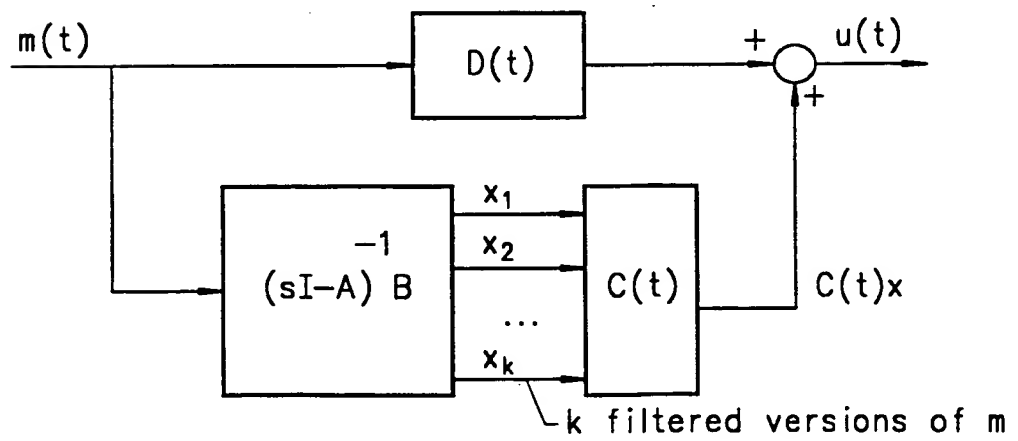 m(t)
D(t)
+
u(t)
+
x1
x2
...
xk
(sI-A)⁻¹ B
C(t)
C(t)x
k filtered versions of m